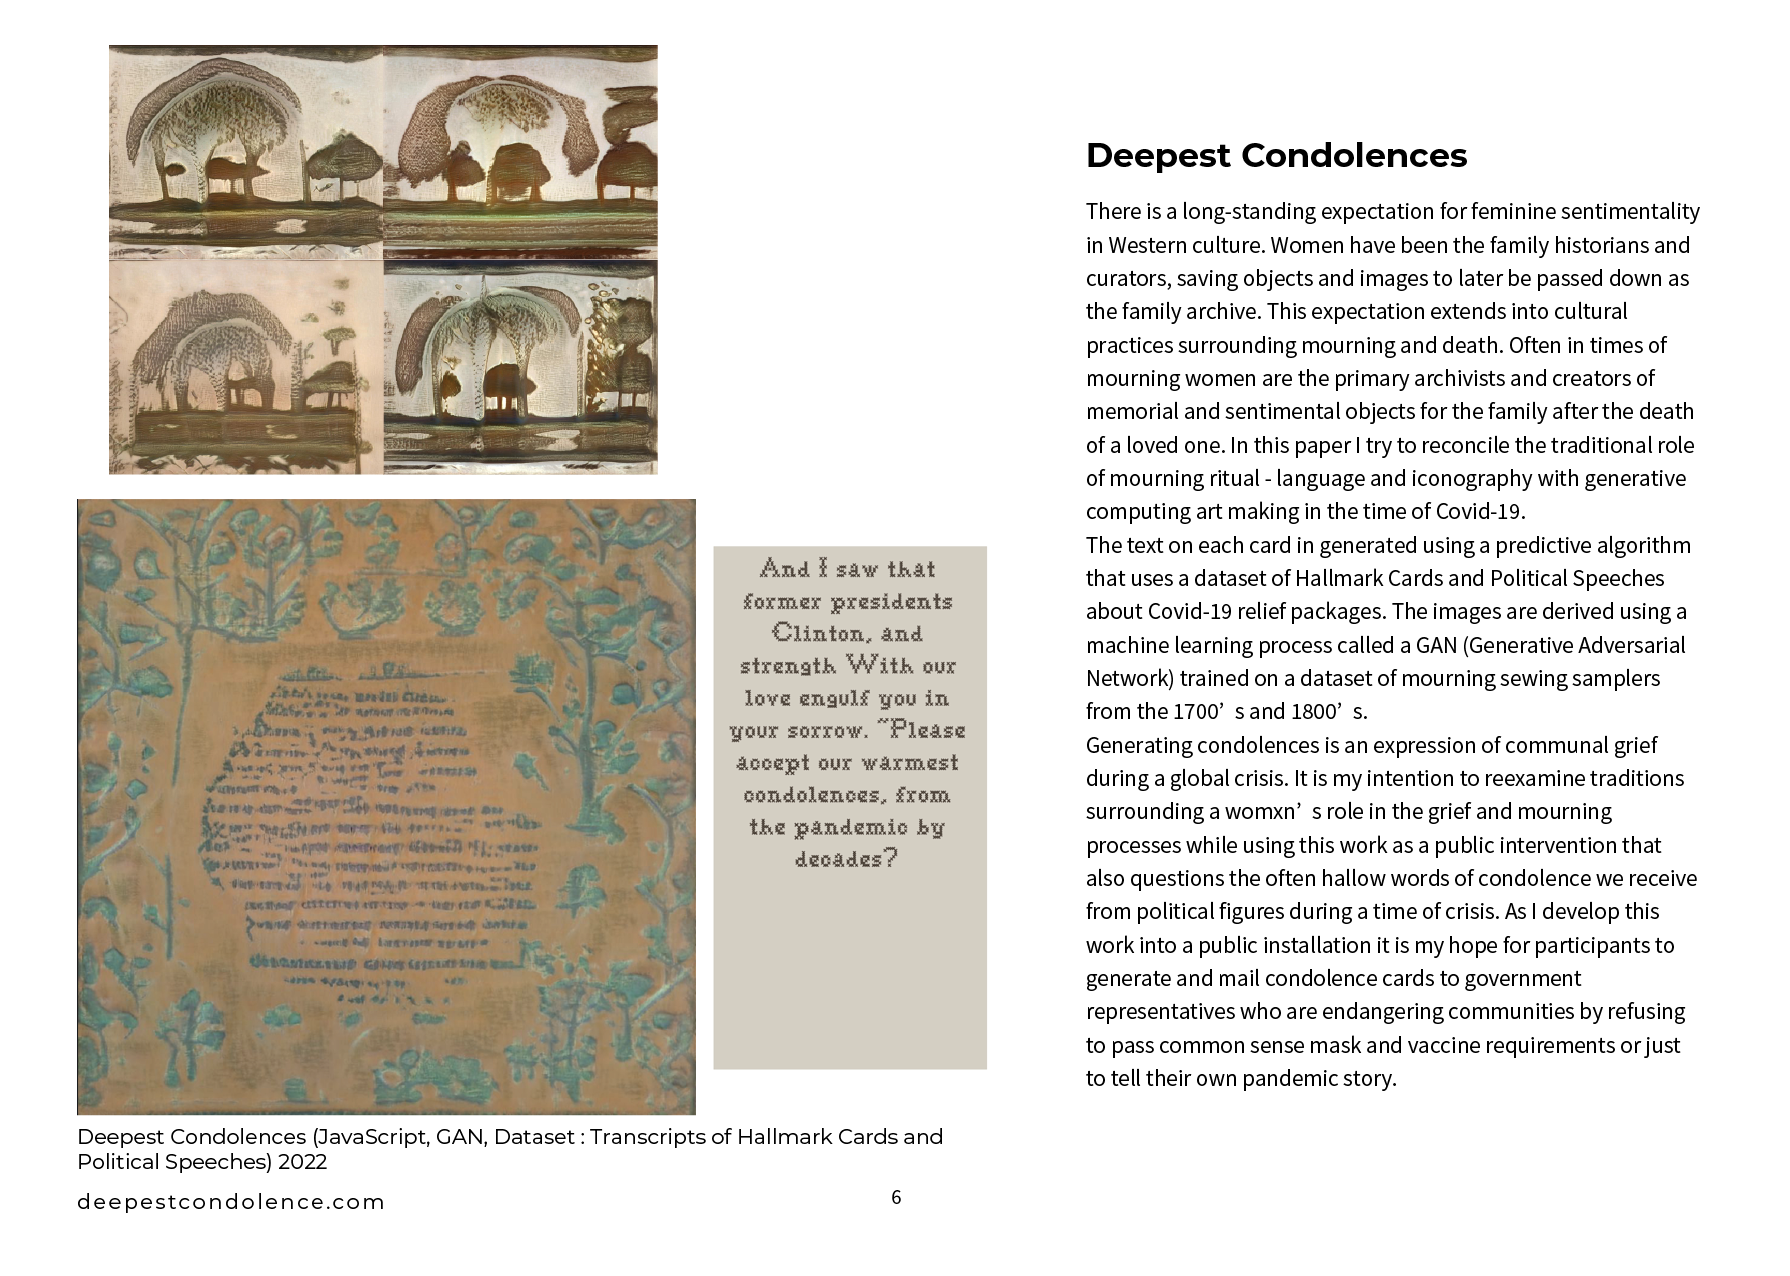 And I saw that
former presidents
Clinton, and
strength With our
love engulf you in
your sorrow. ~Please
accept our warmest
condolences, from
the pandemic by
decades?
Deepest Condolences (JavaScript, GAN, Dataset : Transcripts of Hallmark Cards and
Political Speeches) 2022
deepestcondolence.com
6
Deepest Condolences
There is a long-standing expectation for feminine sentimentality
in Western culture. Women have been the family historians and
curators, saving objects and images to later be passed down as
the family archive. This expectation extends into cultural
practices surrounding mourning and death. Often in times of
mourning women are the primary archivists and creators of
memorial and sentimental objects for the family after the death
of a loved one. In this paper I try to reconcile the traditional role
of mourning ritual - language and iconography with generative
computing art making in the time of Covid-19.
The text on each card in generated using a predictive algorithm
that uses a dataset of Hallmark Cards and Political Speeches
about Covid-19 relief packages. The images are derived using a
machine learning process called a GAN (Generative Adversarial
Network) trained on a dataset of mourning sewing samplers
from the 1700’s and 1800’s.
Generating condolences is an expression of communal grief
during a global crisis. It is my intention to reexamine traditions
surrounding a womxn’s role in the grief and mourning
processes while using this work as a public intervention that
also questions the often hallow words of condolence we receive
from political figures during a time of crisis. As I develop this
work into a public installation it is my hope for participants to
generate and mail condolence cards to government
representatives who are endangering communities by refusing
to pass common sense mask and vaccine requirements or just
to tell their own pandemic story.